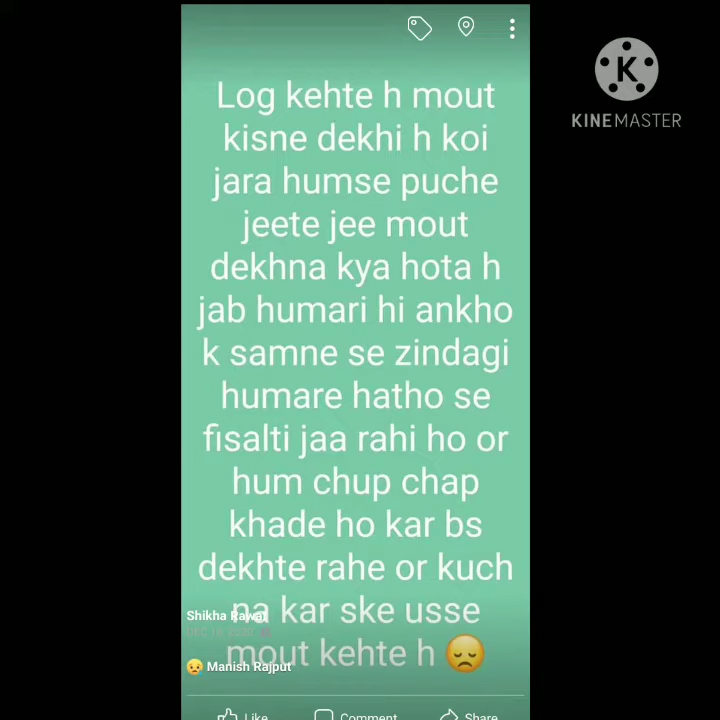 KINEMASTER
Log kehte h mout
kisne dekhi h koi
jara humse puche
jeete jee mout
dekhna kya hota h
jab humari hi ankho
k samne se zindagi
humare hatho se
fisalti jaa rahi ho or
hum chup chap
khade ho kar bs
dekhte rahe or kuch
na kar ske usse
mout kehte h 😞
Shikha Rawat
😥 Manish Rajput
Like Comment Share